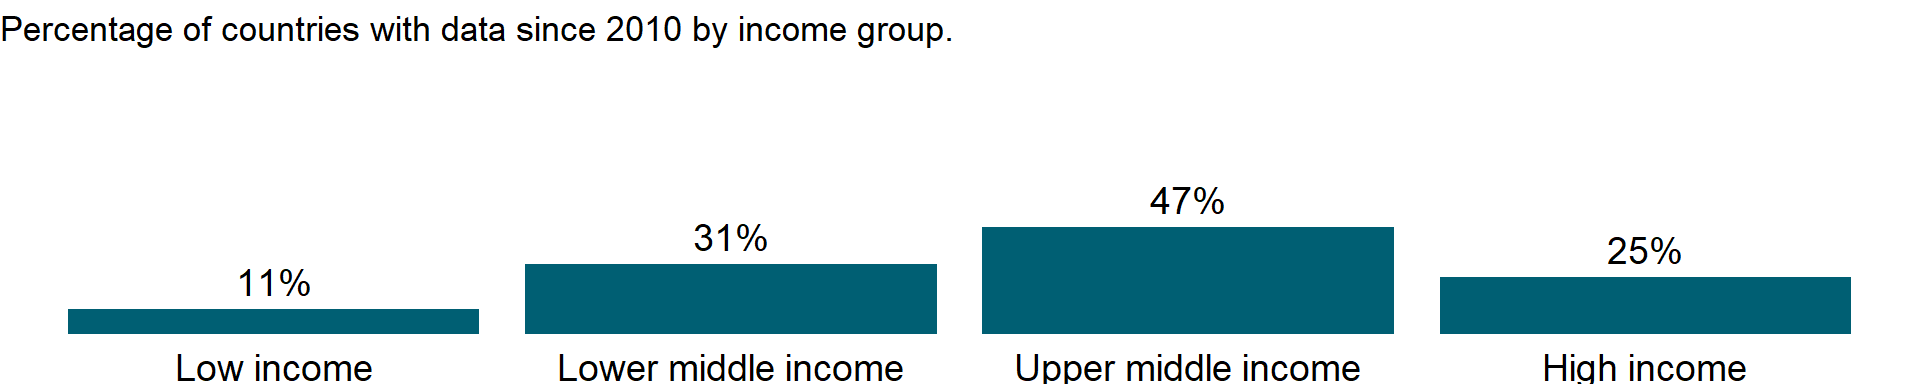 Percentage of countries with data since 2010 by income group.
47%
31%
25%
11%
Low income Lower middle income Upper middle income High income